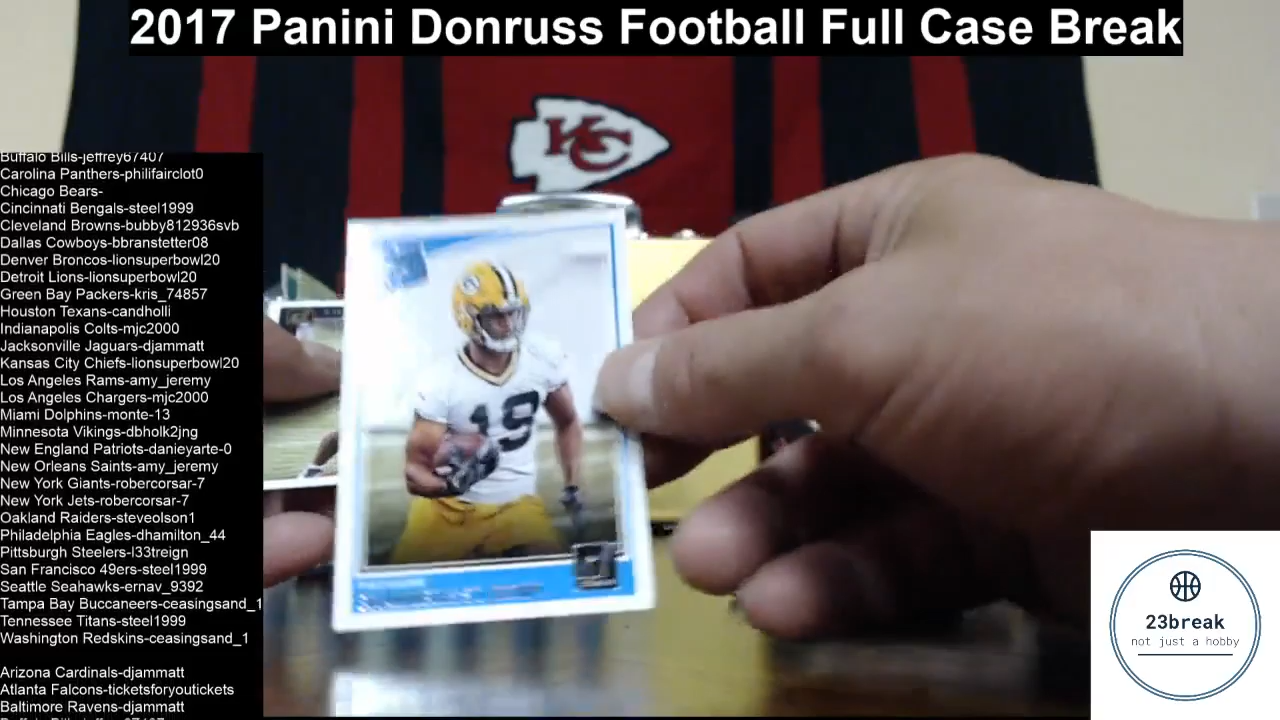 2017 Panini Donruss Football Full Case Break
KC
Buffalo Bills-jeffrey67407
Carolina Panthers-philifairclot0
Chicago Bears-
Cincinnati Bengals-steel1999
Cleveland Browns-bubby812936svb
Dallas Cowboys-bbranstetter08
Denver Broncos-lionsuperbowl20
Detroit Lions-lionsuperbowl20
Green Bay Packers-kris_74857
Houston Texans-candholli
Indianapolis Colts-mjc2000
Jacksonville Jaguars-djammatt
Kansas City Chiefs-lionsuperbowl20
Los Angeles Rams-amy_jeremy
Los Angeles Chargers-mjc2000
Miami Dolphins-monte-13
Minnesota Vikings-dbholk2jng
New England Patriots-danieyarte-0
New Orleans Saints-amy_jeremy
New York Giants-robercorsar-7
New York Jets-robercorsar-7
Oakland Raiders-steveolson1
Philadelphia Eagles-dhamilton_44
Pittsburgh Steelers-l33treign
San Francisco 49ers-steel1999
Seattle Seahawks-ernav_9392
Tampa Bay Buccaneers-ceasingsand_1
Tennessee Titans-steel1999
Washington Redskins-ceasingsand_1
Arizona Cardinals-djammatt
Atlanta Falcons-ticketsforyoutickets
Baltimore Ravens-djammatt
19
23break
not just a hobby